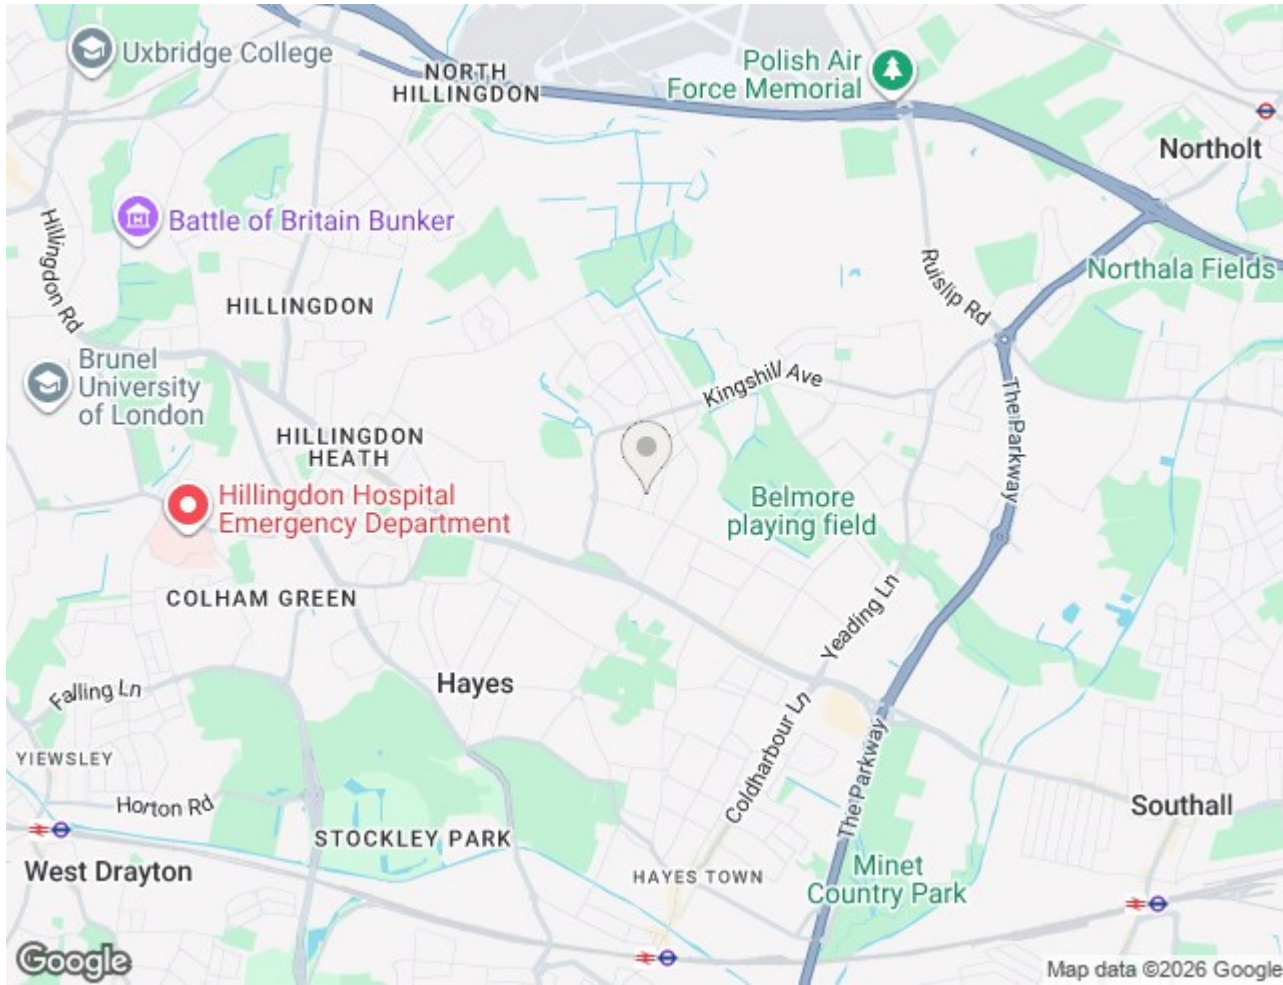 Uxbridge College
NORTH
HILLINGDON
Polish Air
Force Memorial
Northolt
Hillingdon Rd
Battle of Britain Bunker
Ruislip Rd
Northala Fields
HILLINGDON
Brunel
University
of London
Kingshill Ave
The Parkway
HILLINGDON
HEATH
Hillingdon Hospital
Emergency Department
Belmore
playing field
COLHAM GREEN
Yeading Ln
Falling Ln
Hayes
Coldharbour Ln
The Parkway
YIEWSLEY
Horton Rd
STOCKLEY PARK
Southall
West Drayton
HAYES TOWN
Minet
Country Park
Google
Map data ©2026 Google